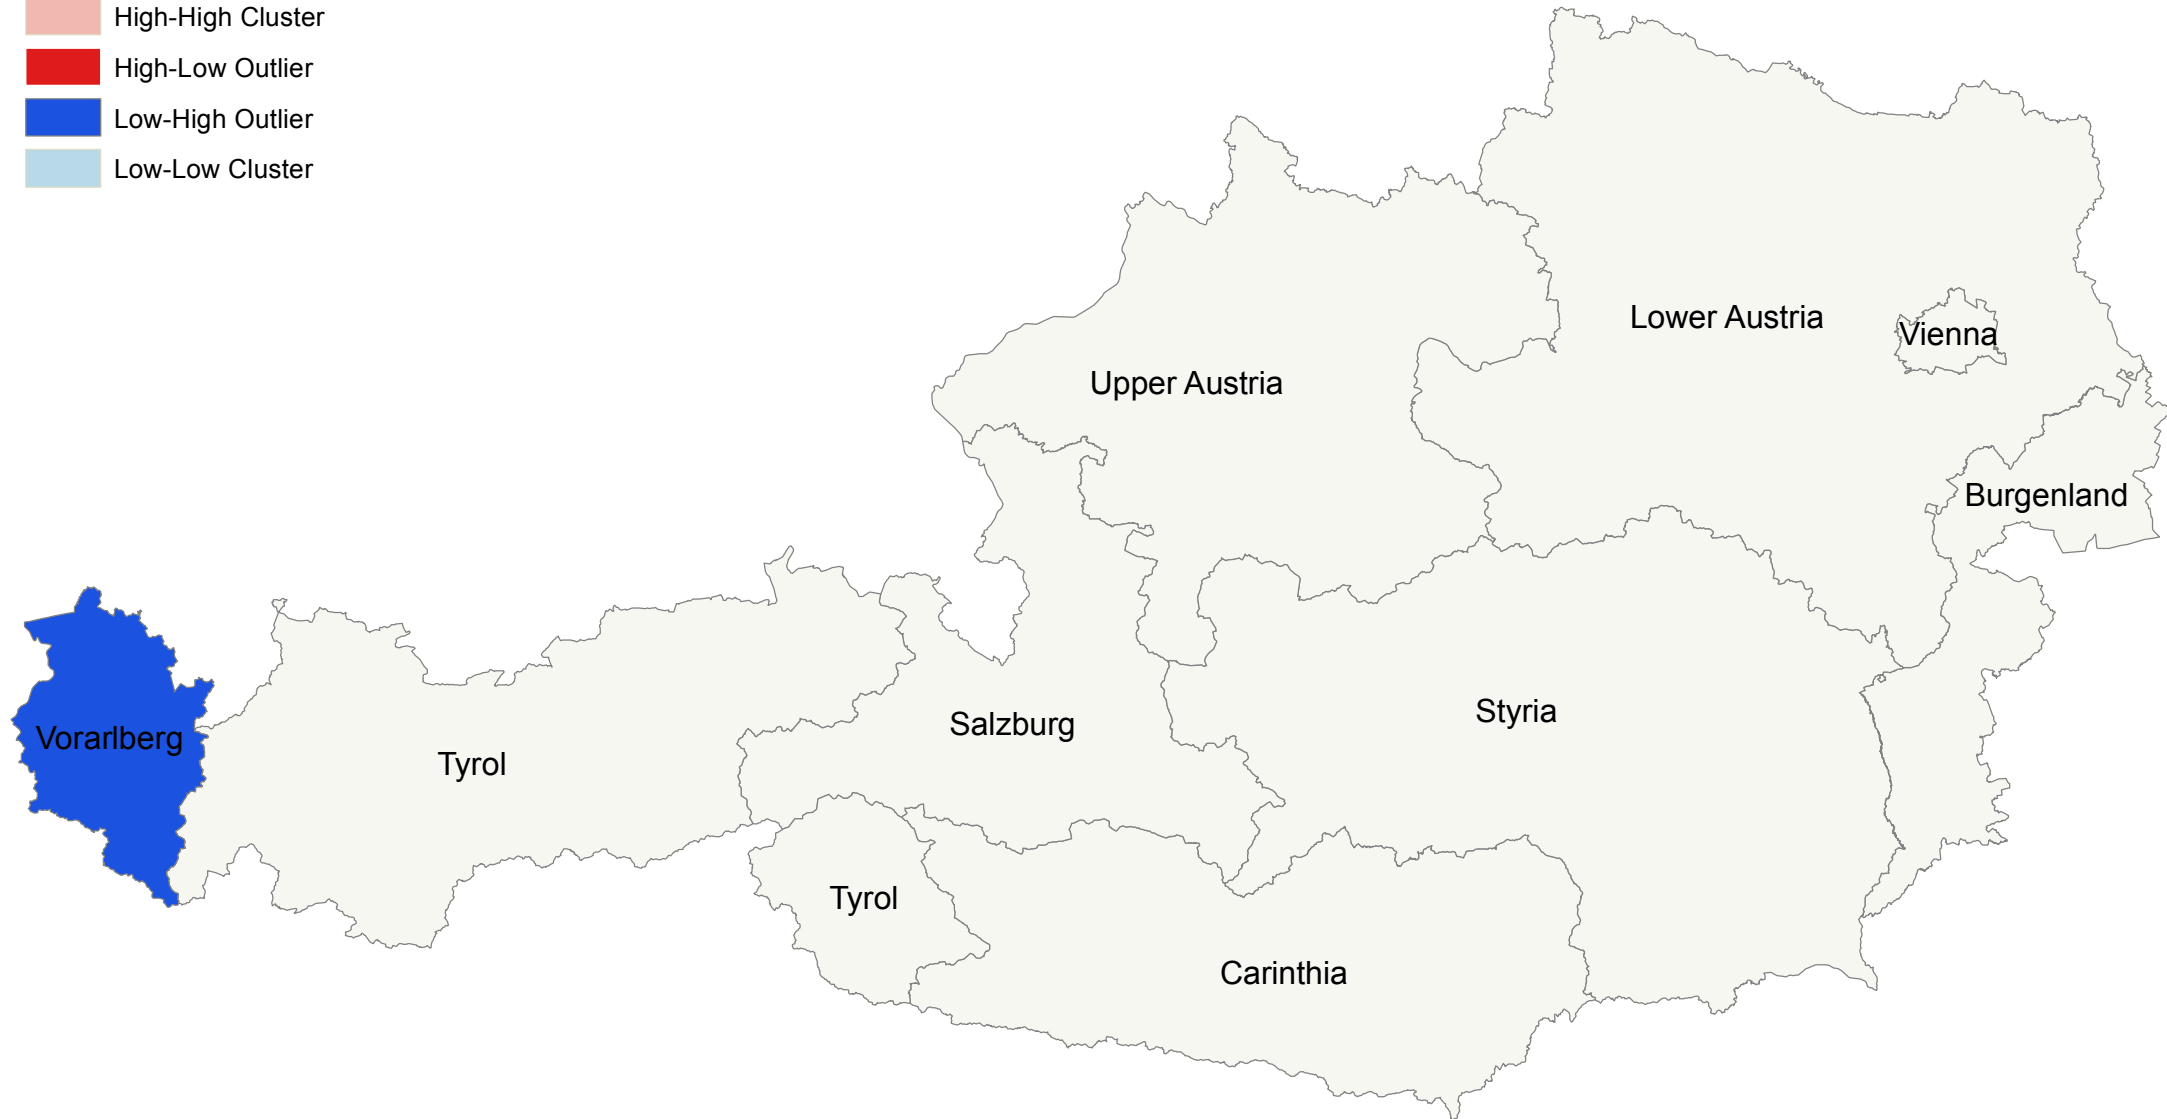 High-High Cluster
High-Low Outlier
Low-High Outlier
Low-Low Cluster
Lower Austria
Vienna
Upper Austria
Burgenland
Styria
Salzburg
Vorarlberg
Tyrol
Tyrol
Carinthia